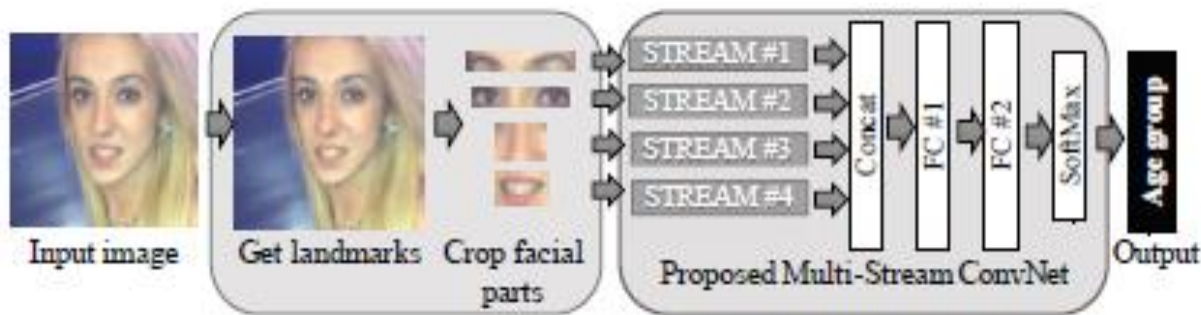 STREAM #1
STREAM #2
STREAM #3
STREAM #4
Concat
FC #1
FC #2
SoftMax
Age group
Input image
Get landmarks
Crop facial
parts
Proposed Multi-Stream ConvNet
Output